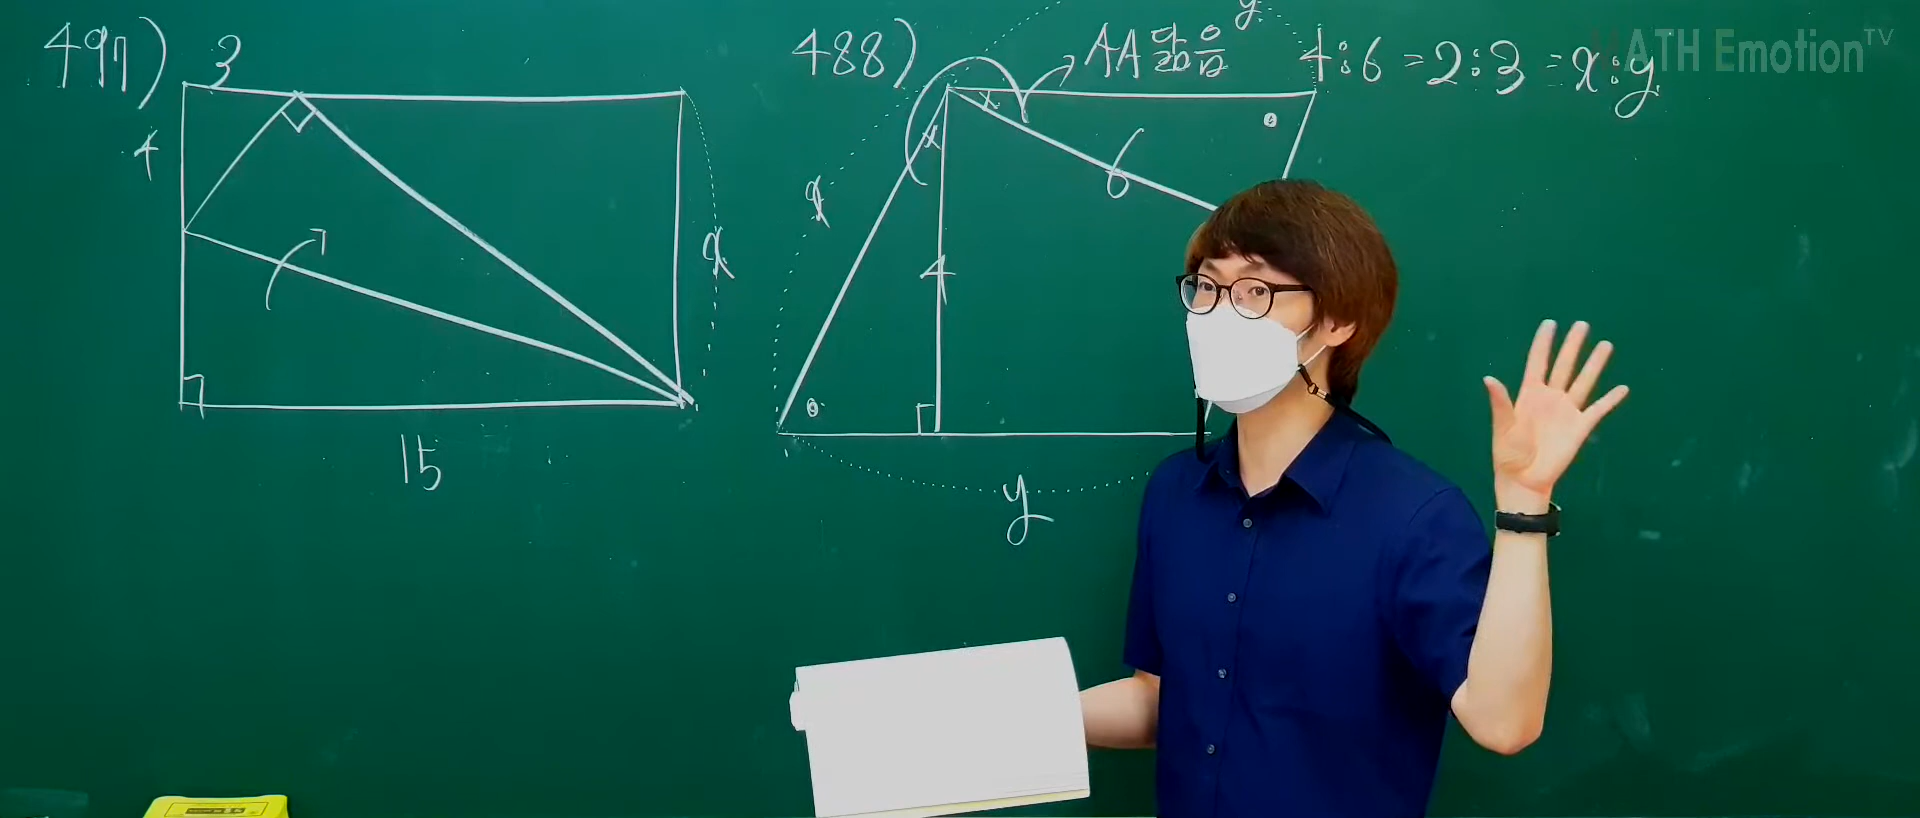 497) 3
4
x
15
488) AA닮음 4:6=2:3=x:y
y
x
x
x
6
4
y
MATH Emotion TV